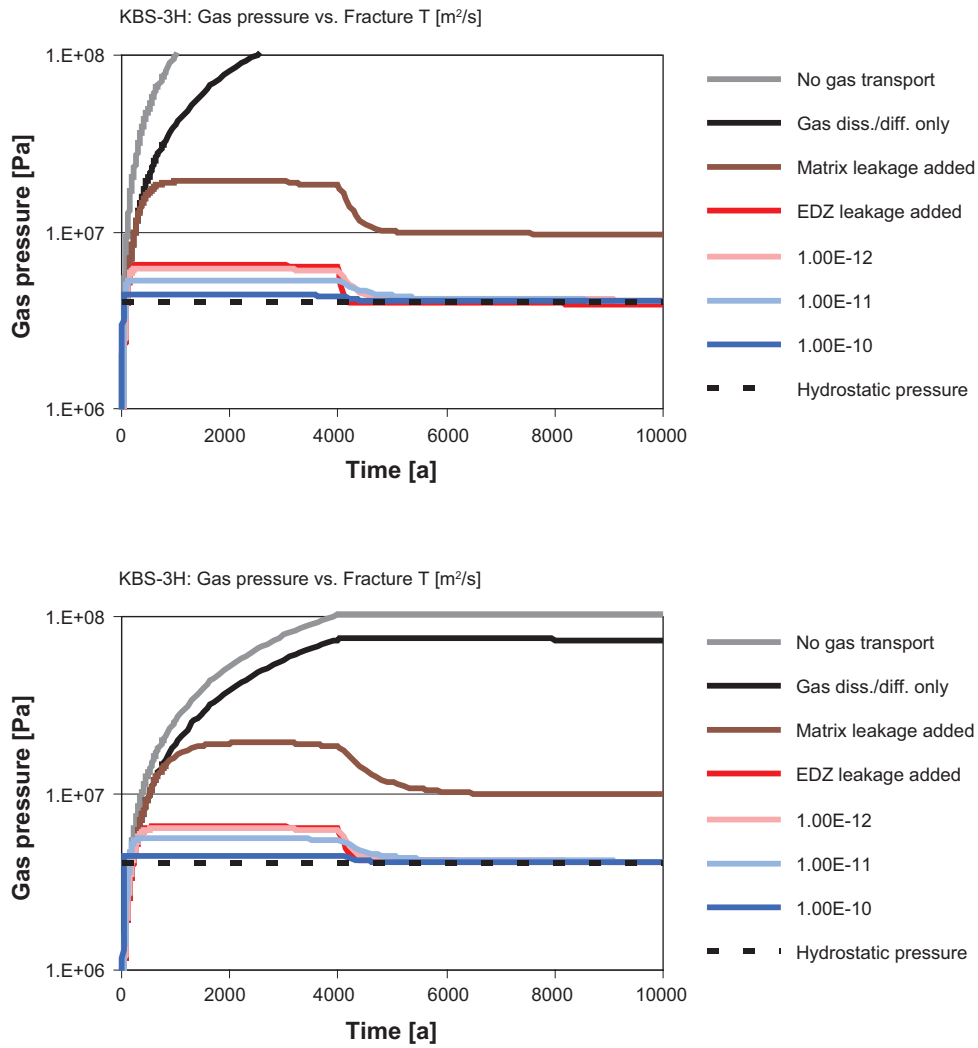 KBS-3H: Gas pressure vs. Fracture T [m²/s]
1.E+08
1.E+07
1.E+06
Gas pressure [Pa]
0 2000 4000 6000 8000 10000
Time [a]
No gas transport
Gas diss./diff. only
Matrix leakage added
EDZ leakage added
1.00E-12
1.00E-11
1.00E-10
Hydrostatic pressure
KBS-3H: Gas pressure vs. Fracture T [m²/s]
1.E+08
1.E+07
1.E+06
Gas pressure [Pa]
0 2000 4000 6000 8000 10000
Time [a]
No gas transport
Gas diss./diff. only
Matrix leakage added
EDZ leakage added
1.00E-12
1.00E-11
1.00E-10
Hydrostatic pressure